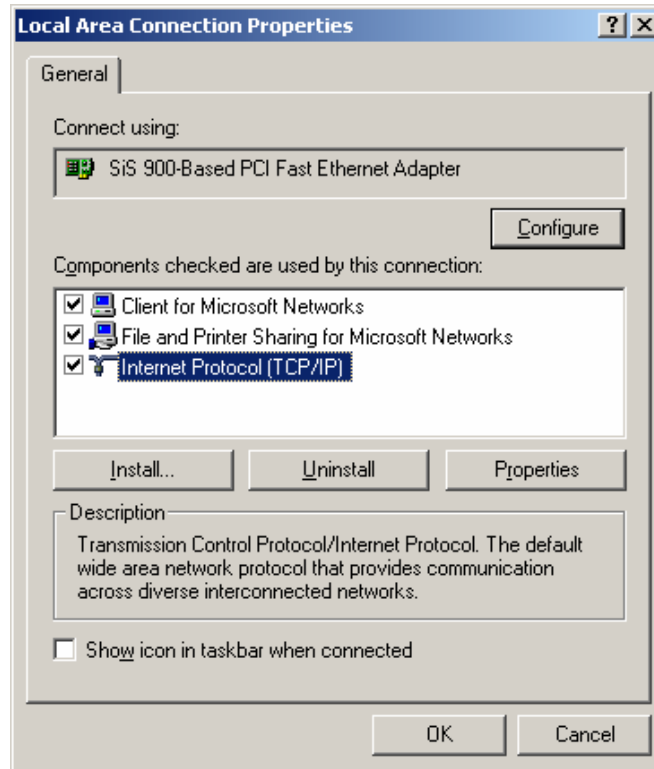 Local Area Connection Properties
General
Connect using:
SiS 900-Based PCI Fast Ethernet Adapter
Configure
Components checked are used by this connection:
Client for Microsoft Networks
File and Printer Sharing for Microsoft Networks
Internet Protocol (TCP/IP)
Install... Uninstall Properties
Description
Transmission Control Protocol/Internet Protocol. The default
wide area network protocol that provides communication
across diverse interconnected networks.
Show icon in taskbar when connected
OK Cancel